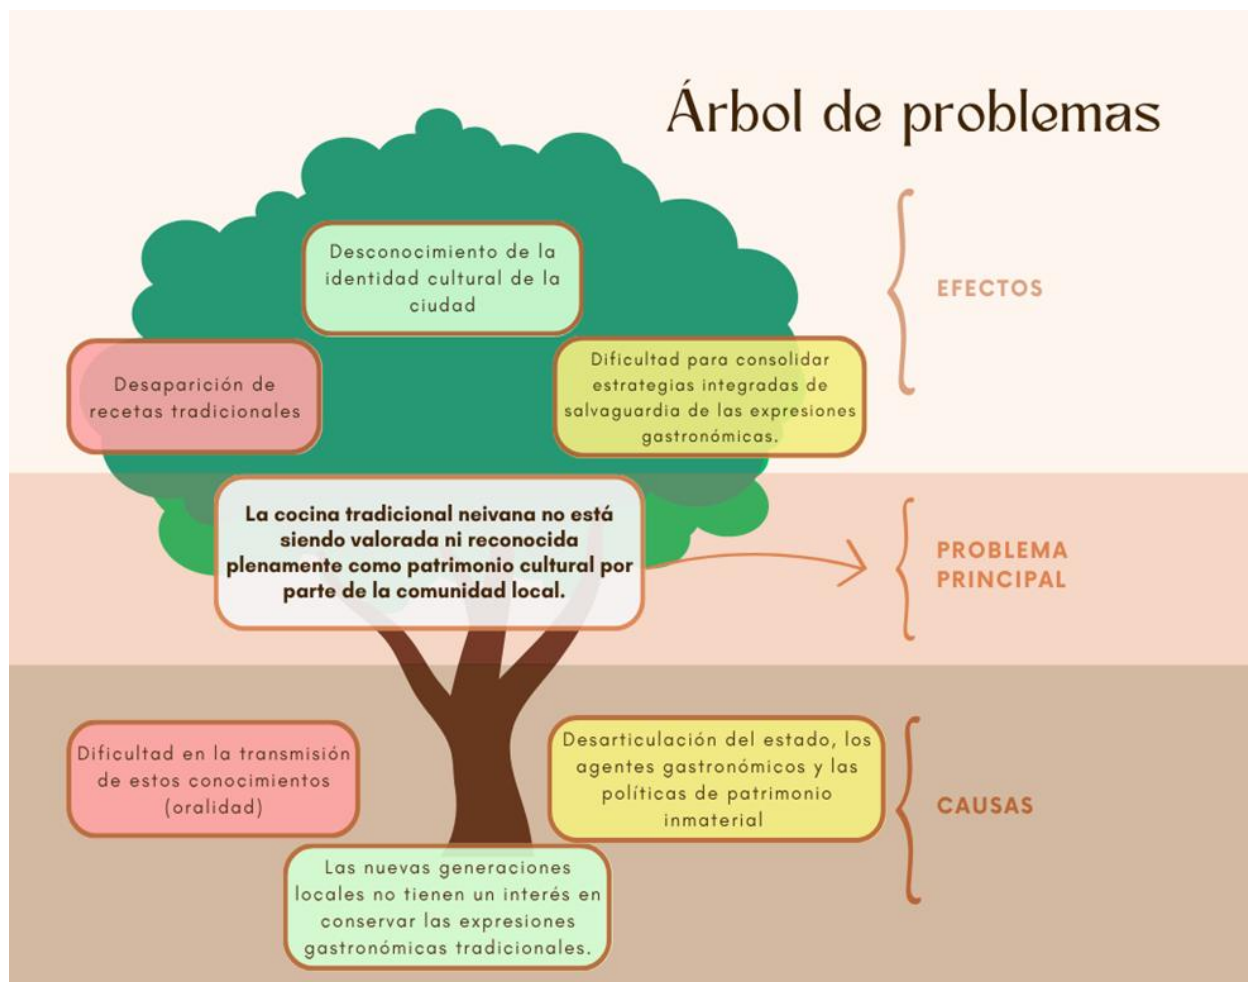 Árbol de problemas
Desconocimiento de la
identidad cultural de la
ciudad
EFECTOS
Desaparición de
recetas tradicionales
Dificultad para consolidar
estrategias integradas de
salvaguardia de las expresiones
gastronómicas.
La cocina tradicional neivana no está
siendo valorada ni reconocida
plenamente como patrimonio cultural por
parte de la comunidad local.
PROBLEMA
PRINCIPAL
Dificultad en la transmisión
de estos conocimientos
(oralidad)
Desarticulación del estado, los
agentes gastronómicos y las
políticas de patrimonio
inmaterial
CAUSAS
Las nuevas generaciones
locales no tienen un interés en
conservar las expresiones
gastronómicas tradicionales.